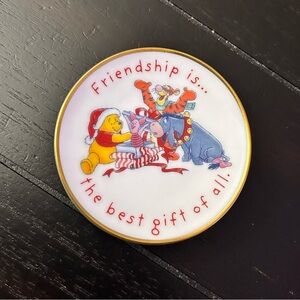 Friendship is...
the best gift of all.